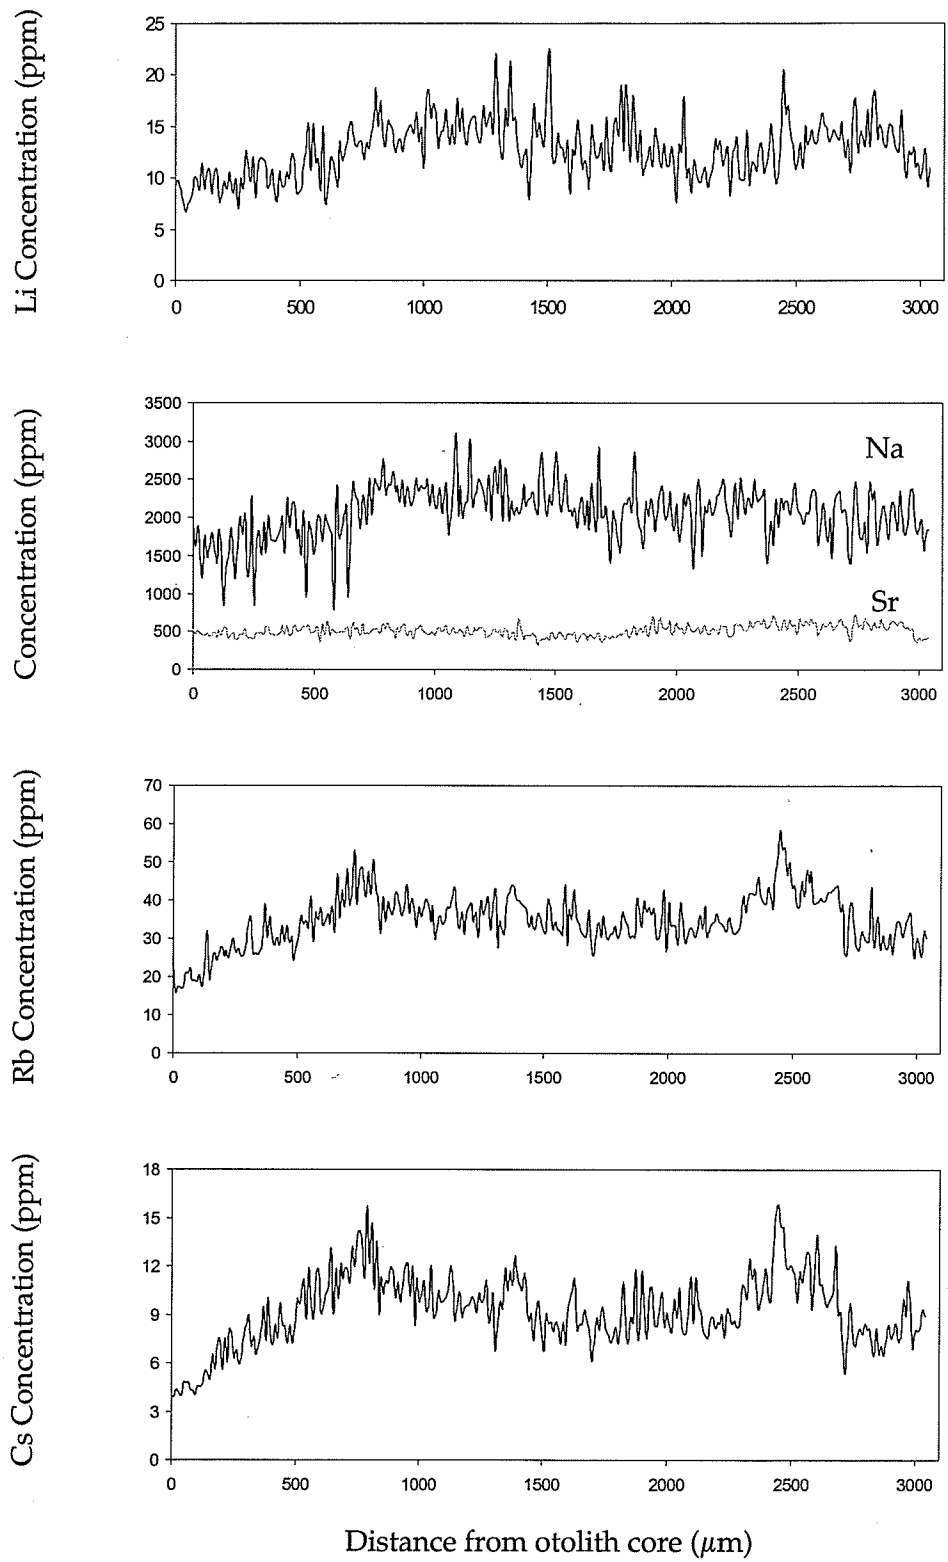 Li Concentration (ppm)
25
20
15
10
5
0
0 500 1000 1500 2000 2500 3000
Concentration (ppm)
3500
3000
2500
2000
1500
1000
500
0
Na
Sr
0 500 1000 1500 2000 2500 3000
Rb Concentration (ppm)
70
60
50
40
30
20
10
0
0 500 1000 1500 2000 2500 3000
Cs Concentration (ppm)
18
15
12
9
6
3
0
0 500 1000 1500 2000 2500 3000
Distance from otolith core (μm)